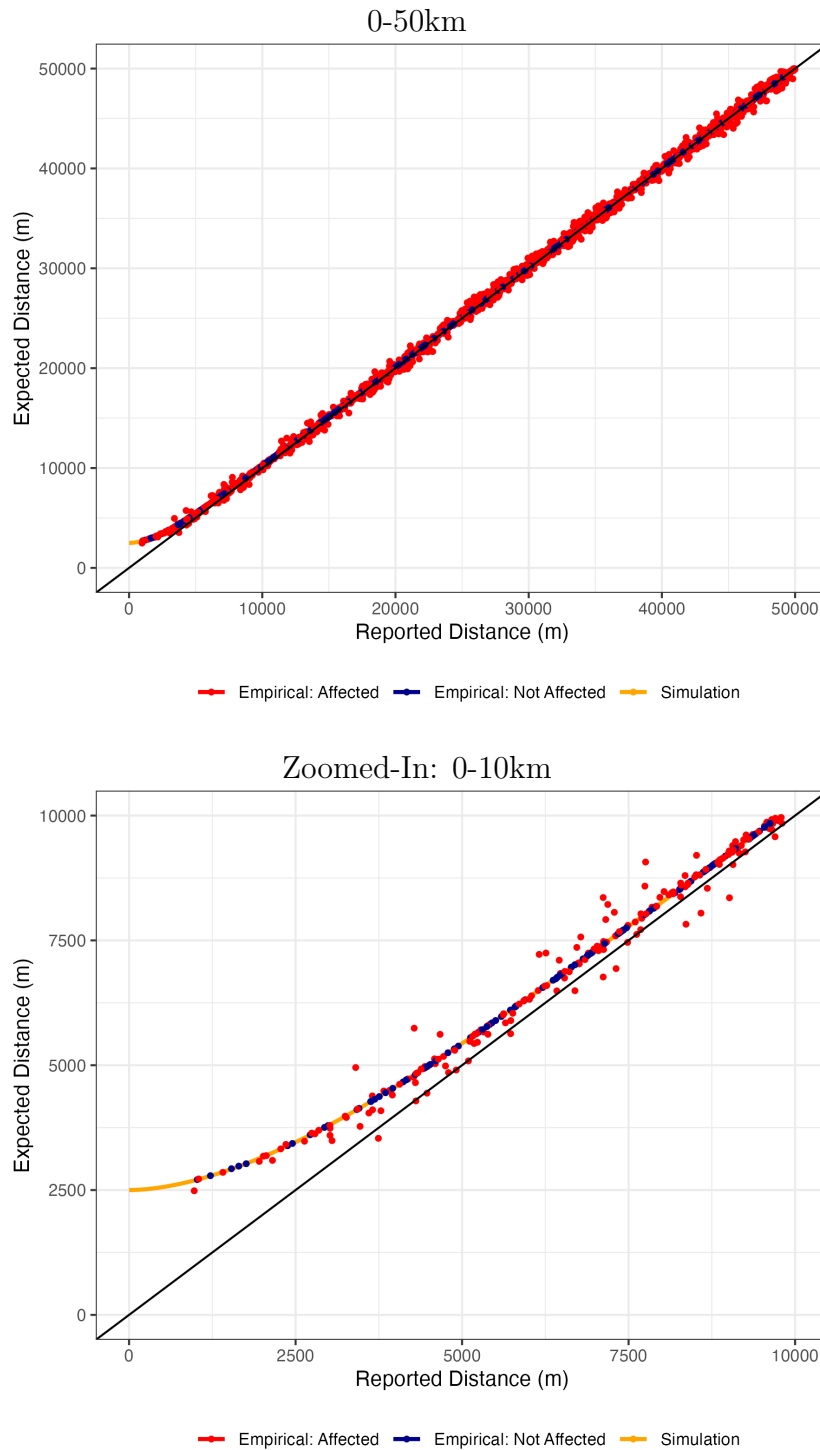 0-50km
50000
40000
30000
20000
10000
0
Expected Distance (m)
0 10000 20000 30000 40000 50000
Reported Distance (m)
Empirical: Affected Empirical: Not Affected Simulation
Zoomed-In: 0-10km
10000
7500
5000
2500
0
Expected Distance (m)
0 2500 5000 7500 10000
Reported Distance (m)
Empirical: Affected Empirical: Not Affected Simulation